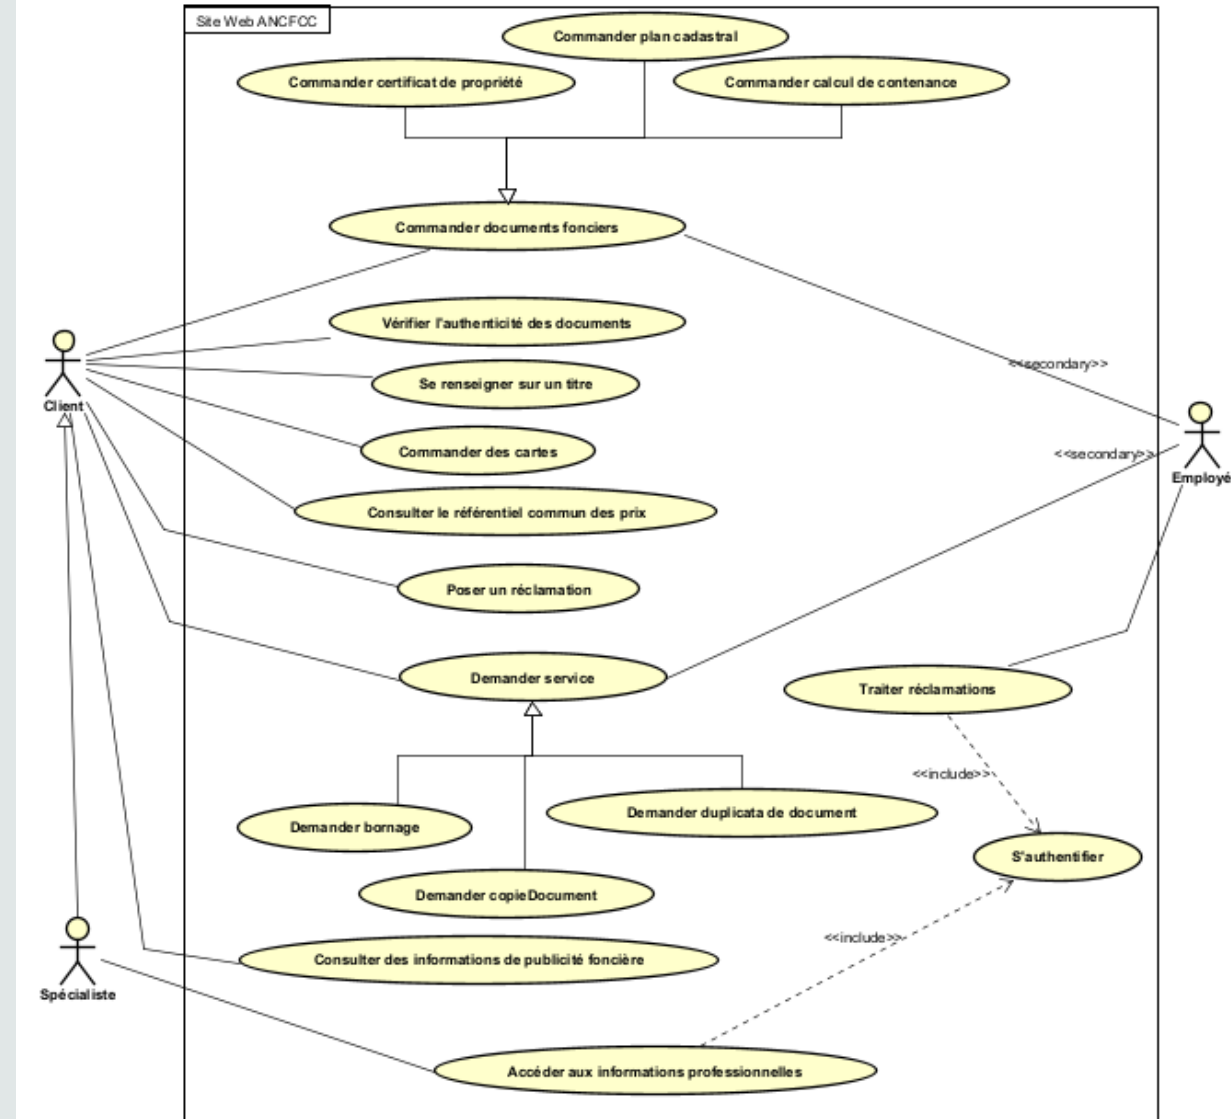 Site Web ANCFCC
Commander plan cadastral
Commander certificat de propriété
Commander calcul de contenance
Commander documents fonciers
Vérifier l'authenticité des documents
<<secondary>>
Se renseigner sur un titre
Client
Commander des cartes
<<secondary>>
Employé
Consulter le référentiel commun des prix
Poser un réclamation
Demander service
Traiter réclamations
<<include>>
Demander duplicata de document
Demander bornage
S'authentifier
Demander copieDocument
<<include>>
Consulter des informations de publicité foncière
Spécialiste
Accéder aux informations professionnelles